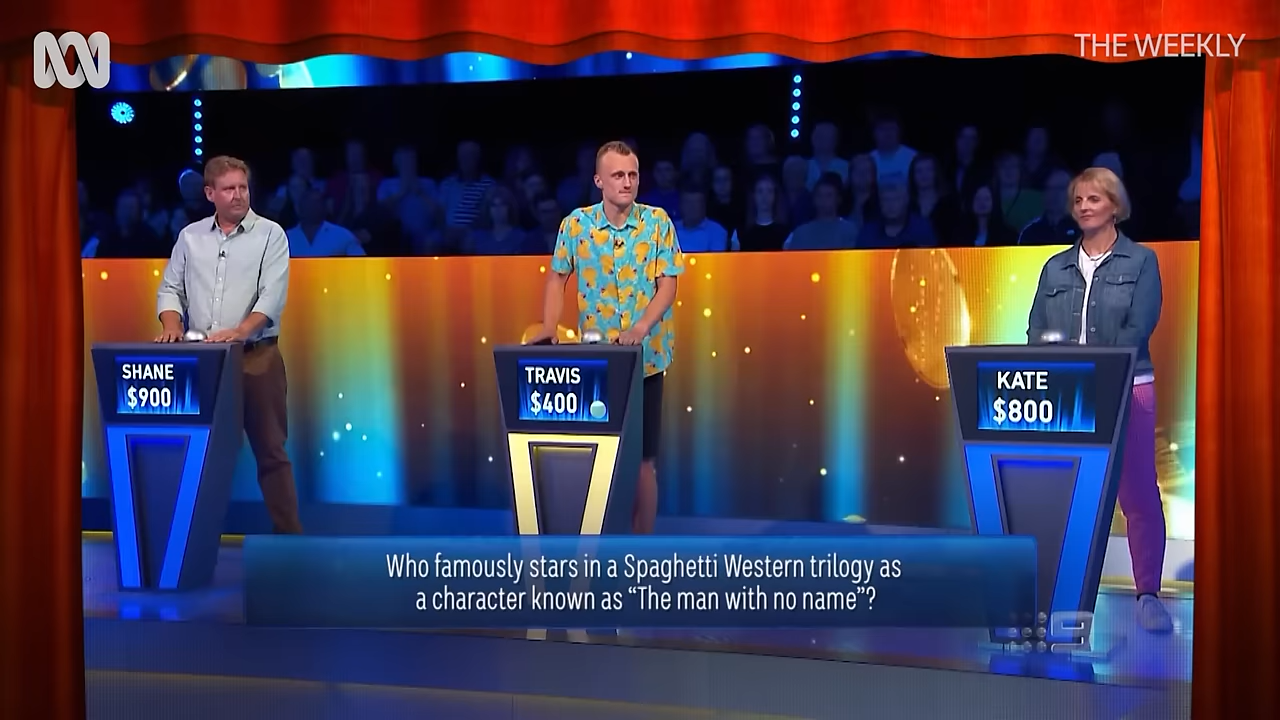 THE WEEKLY
SHANE
$900
TRAVIS
$400
KATE
$800
Who famously stars in a Spaghetti Western trilogy as
a character known as “The man with no name”?
9